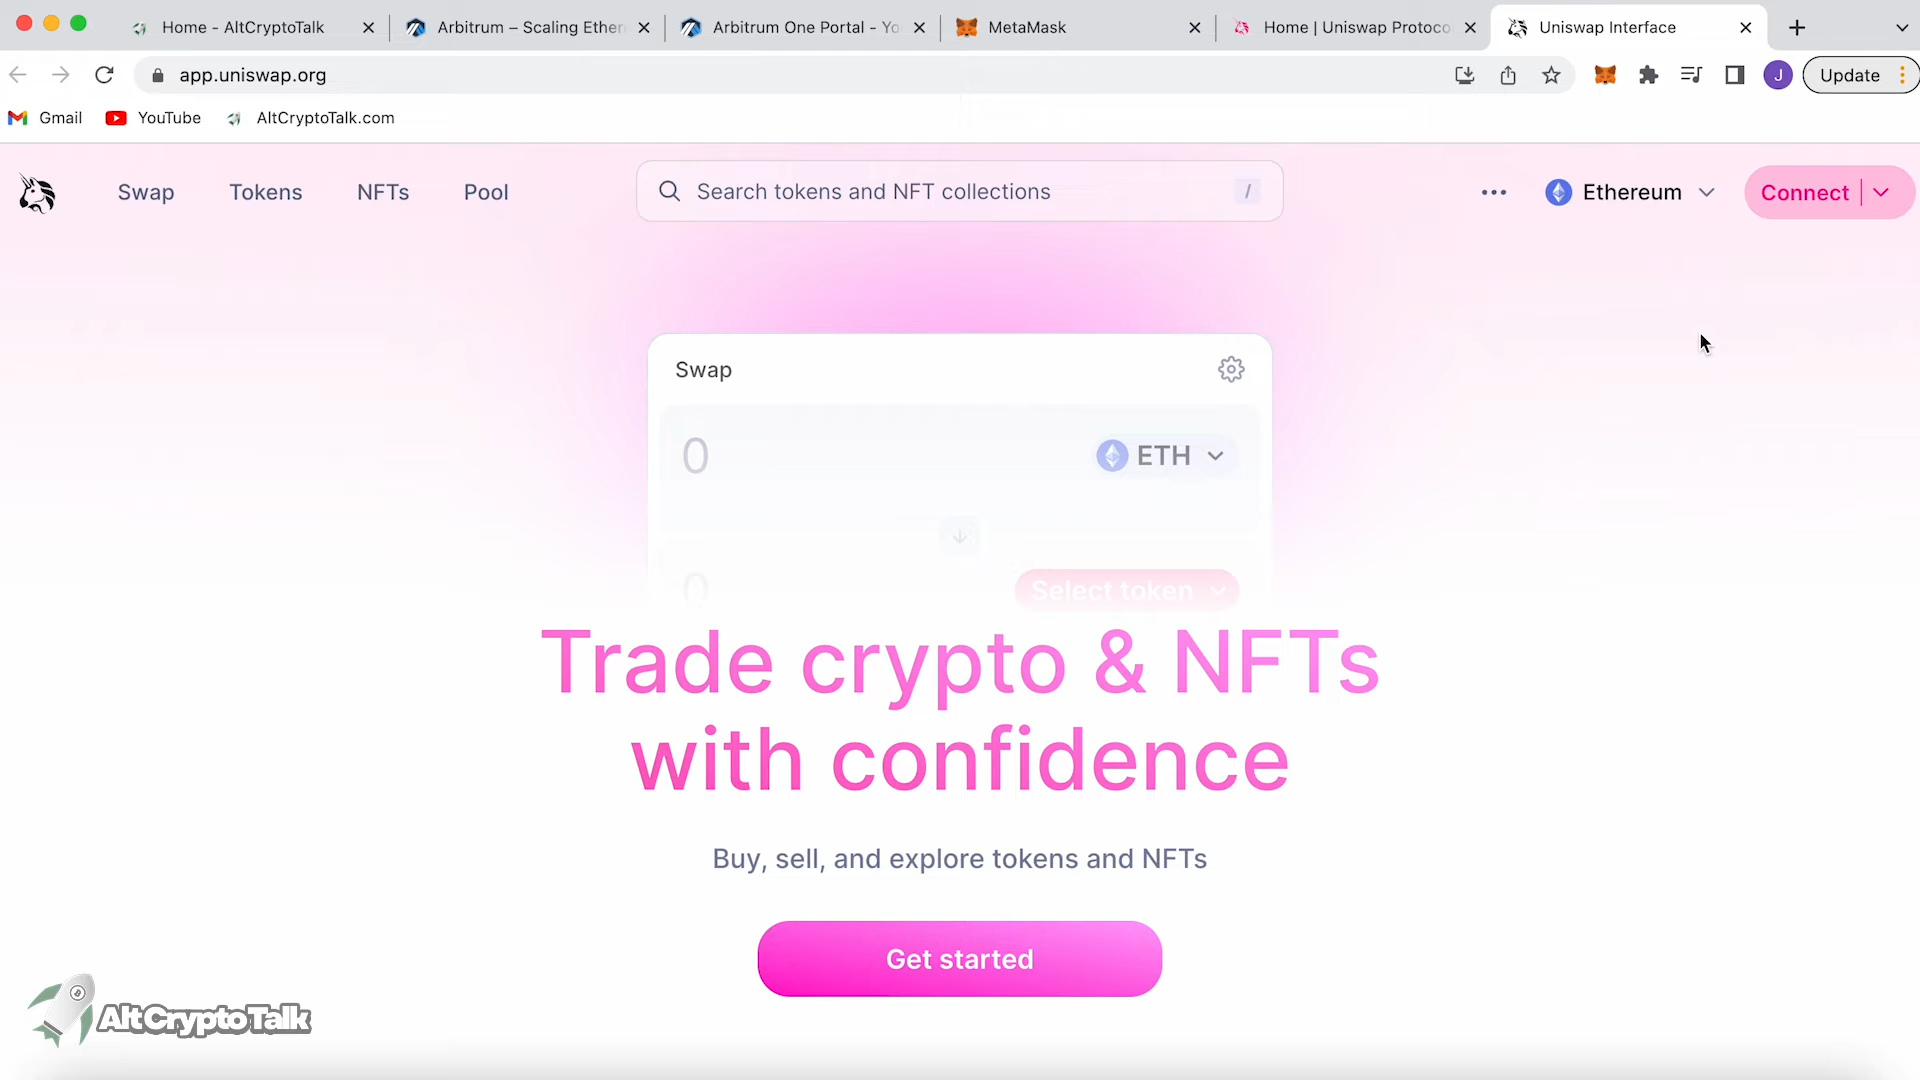 Home - AltCryptoTalk
Arbitrum – Scaling Ether
Arbitrum One Portal - Yo
MetaMask
Home | Uniswap Protoco
Uniswap Interface
app.uniswap.org
J
Update
Gmail
YouTube
AltCryptoTalk.com
Swap
Tokens
NFTs
Pool
Search tokens and NFT collections
/
Ethereum
Connect
Swap
0
ETH
0
Select token
Trade crypto & NFTs
with confidence
Buy, sell, and explore tokens and NFTs
Get started
AltCryptoTalk